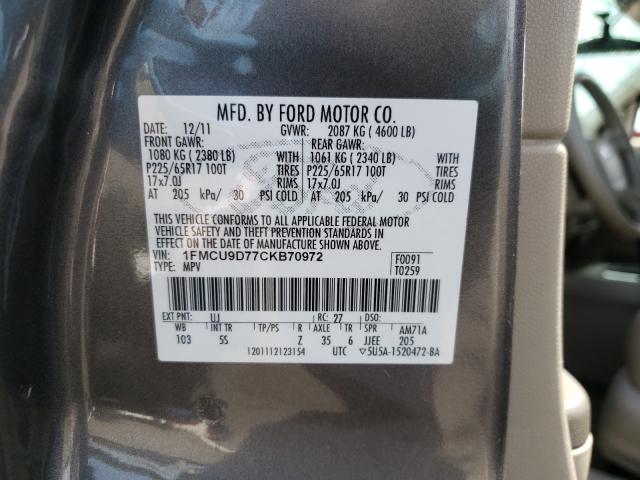 MFD. BY FORD MOTOR CO.
DATE: 12/11 GVWR: 2087 KG ( 4600 LB)
FRONT GAWR: REAR GAWR:
1080 KG ( 2380 LB) WITH 1061 KG ( 2340 LB) WITH
P225/65R17 100T TIRES P225/65R17 100T TIRES
17x7.0J RIMS 17x7.0J RIMS
AT 205 kPa/ 30 PSI COLD AT 205 kPa/ 30 PSI COLD
THIS VEHICLE CONFORMS TO ALL APPLICABLE FEDERAL MOTOR
VEHICLE SAFETY AND THEFT PREVENTION STANDARDS IN
EFFECT ON THE DATE OF MANUFACTURE SHOWN ABOVE.
VIN: 1FMCU9D77CKB70972 F0091
TYPE: MPV T0259
EXT PNT: UJ RC: 27 DSO:
WB INT TR TP/PS R AXLE TR SPR AM71A
103 5S Z 35 6 JJEE 205
1201112123154 UTC ▽5U5A-1520472-BA